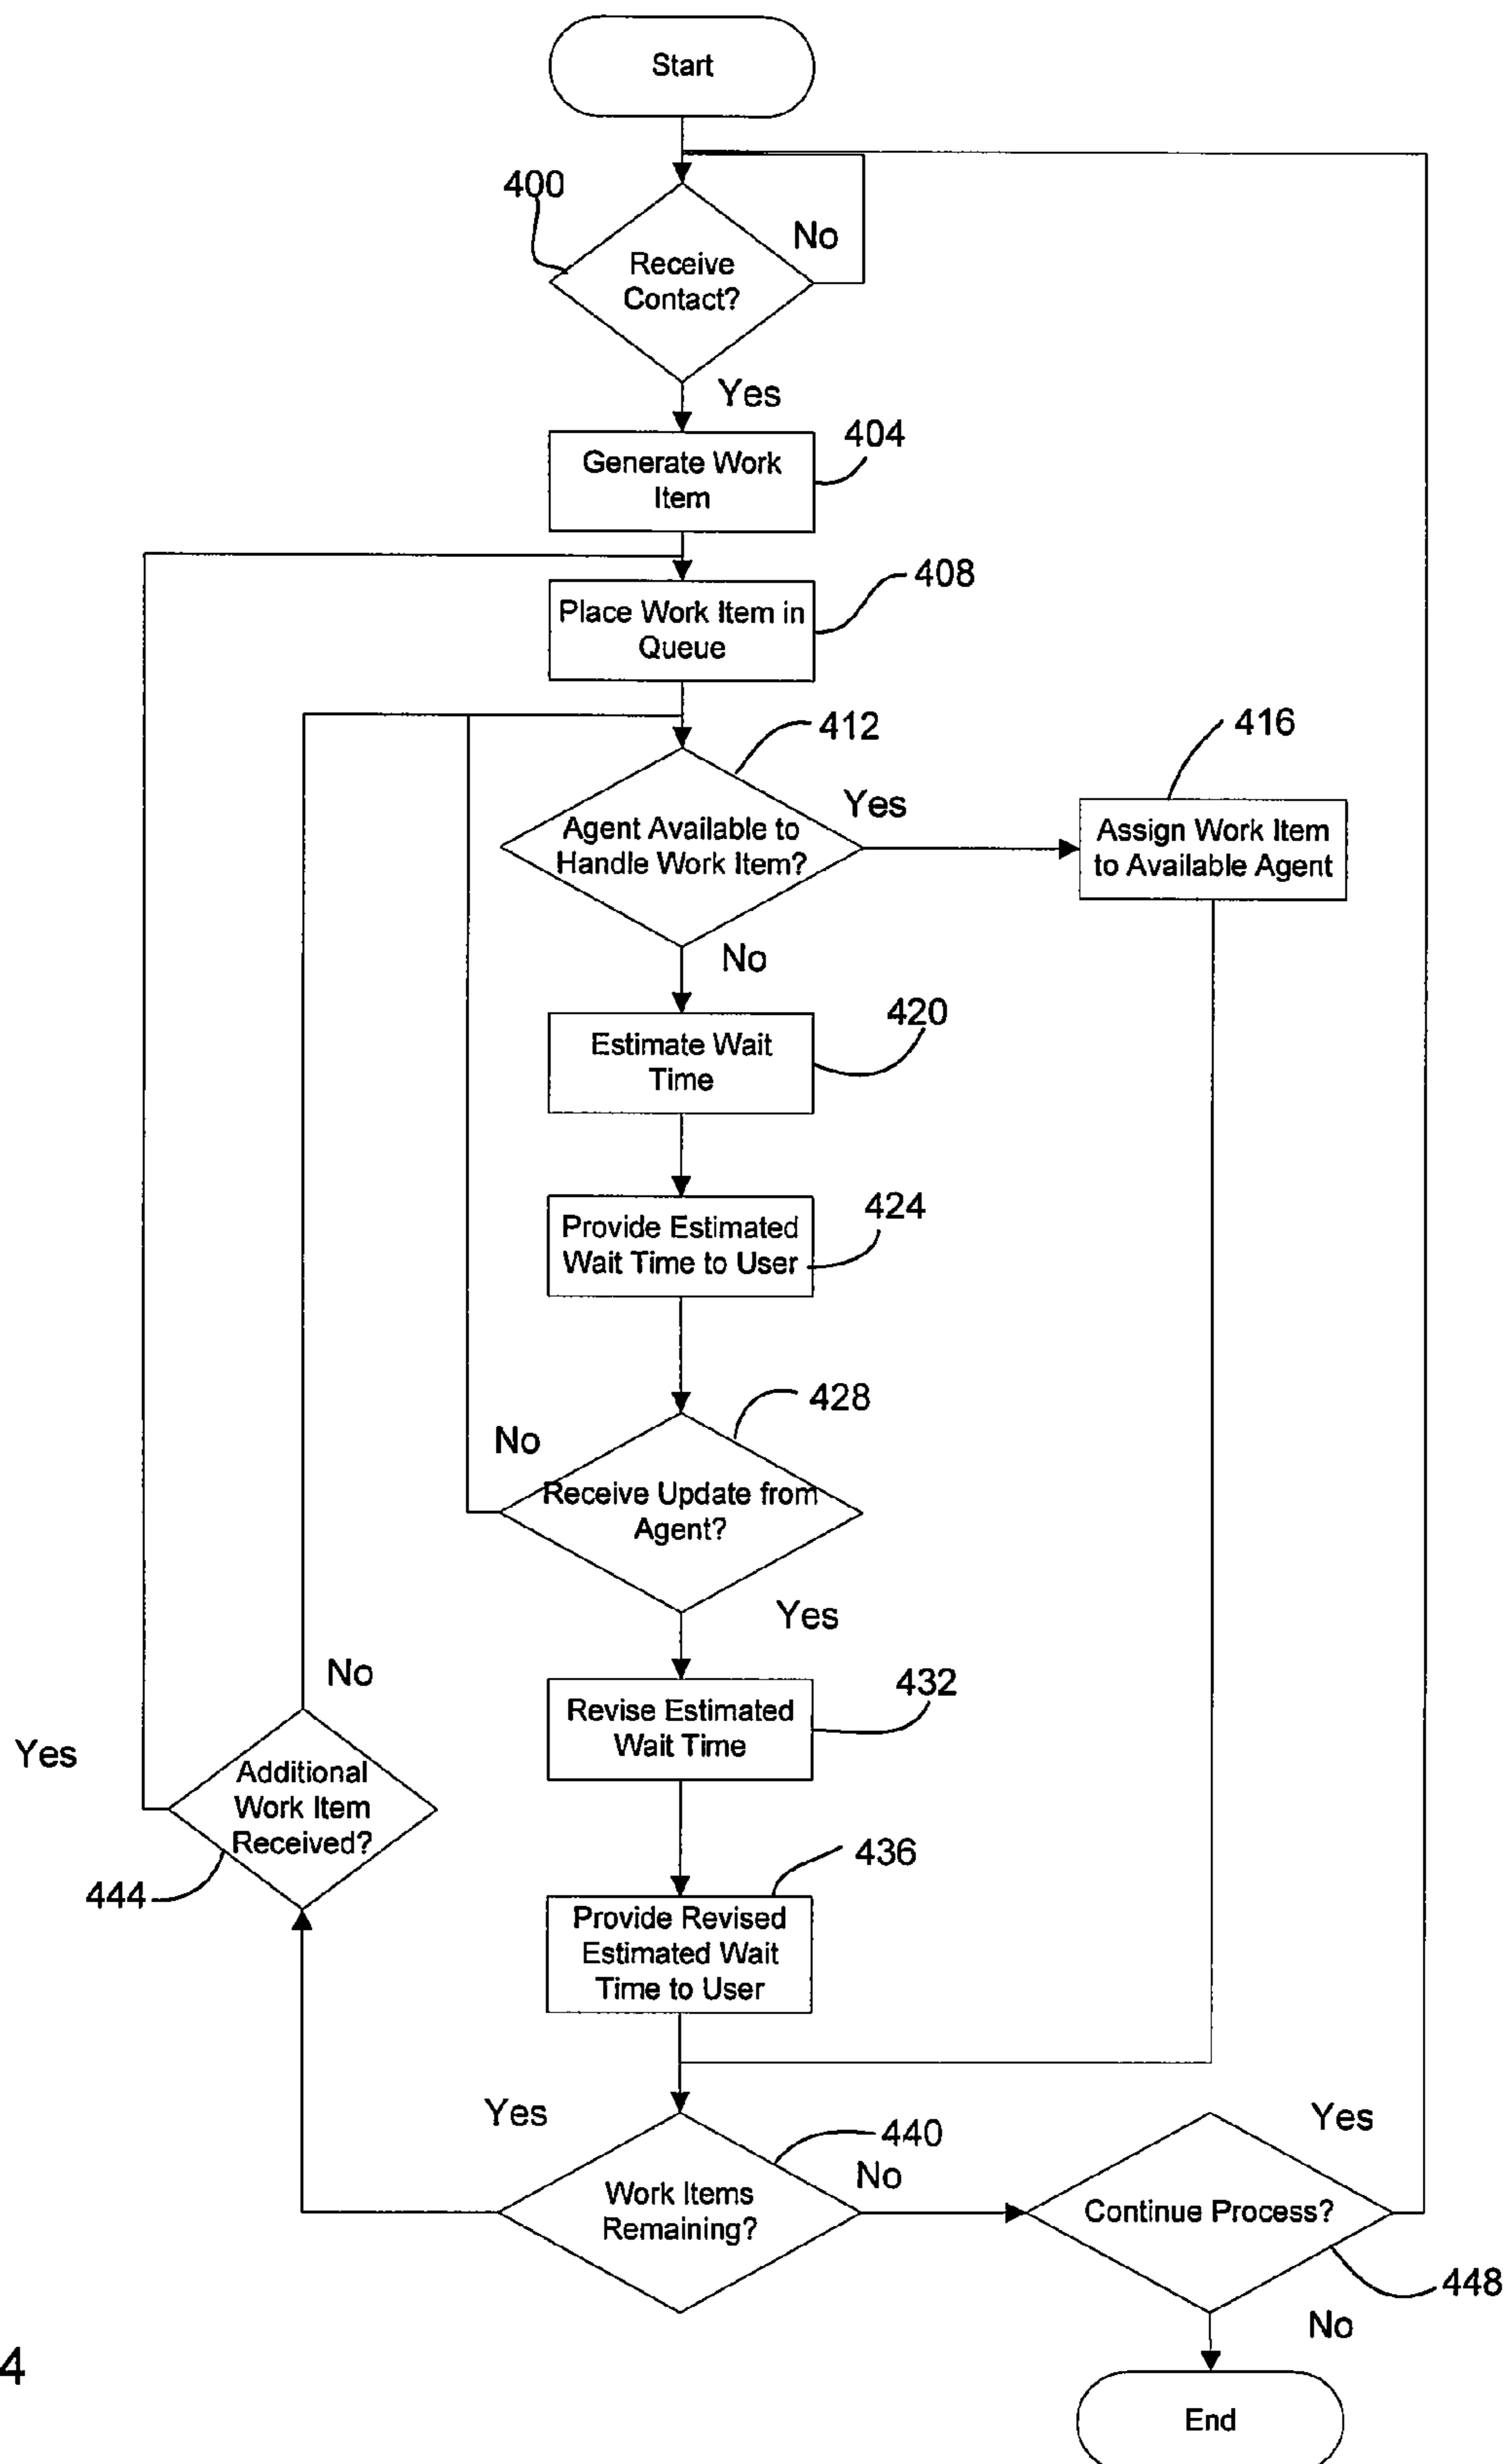 Start
400
No
Receive
Contact?
Yes
404
Generate Work
Item
408
Place Work Item in
Queue
412
416
Yes
Agent Available to
Handle Work Item?
Assign Work Item
to Available Agent
No
420
Estimate Wait
Time
424
Provide Estimated
Wait Time to User
428
No
Receive Update from
Agent?
Yes
No
432
Revise Estimated
Wait Time
Yes
Additional
Work Item
Received?
444
436
Provide Revised
Estimated Wait
Time to User
Yes
440
No
Yes
Work Items
Remaining?
Continue Process?
448
No
4
End